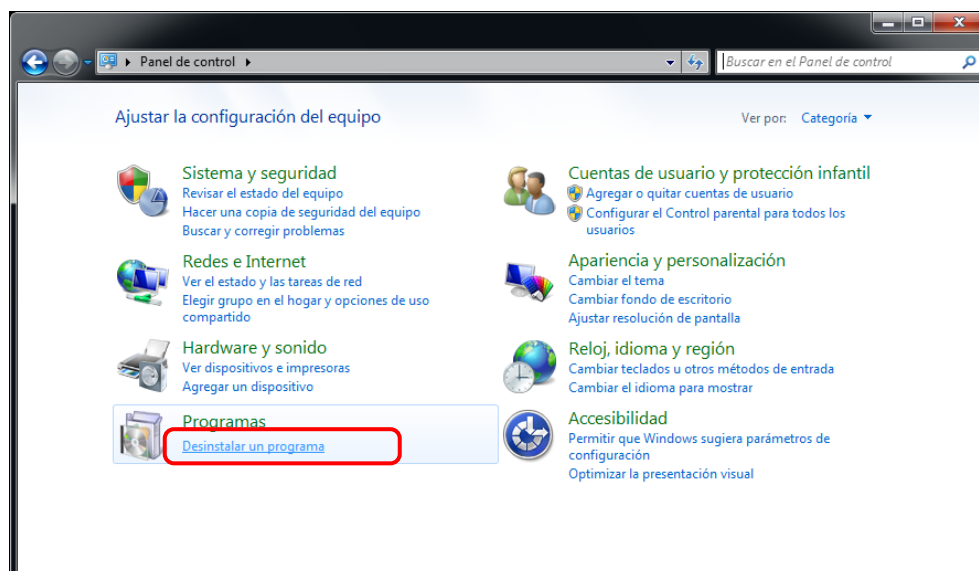 Panel de control
Buscar en el Panel de control
Ajustar la configuración del equipo
Ver por: Categoría
Sistema y seguridad
Revisar el estado del equipo
Hacer una copia de seguridad del equipo
Buscar y corregir problemas
Redes e Internet
Ver el estado y las tareas de red
Elegir grupo en el hogar y opciones de uso
compartido
Hardware y sonido
Ver dispositivos e impresoras
Agregar un dispositivo
Programas
Desinstalar un programa
Cuentas de usuario y protección infantil
Agregar o quitar cuentas de usuario
Configurar el Control parental para todos los
usuarios
Apariencia y personalización
Cambiar el tema
Cambiar fondo de escritorio
Ajustar resolución de pantalla
Reloj, idioma y región
Cambiar teclados u otros métodos de entrada
Cambiar el idioma para mostrar
Accesibilidad
Permitir que Windows sugiera parámetros de
configuración
Optimizar la presentación visual